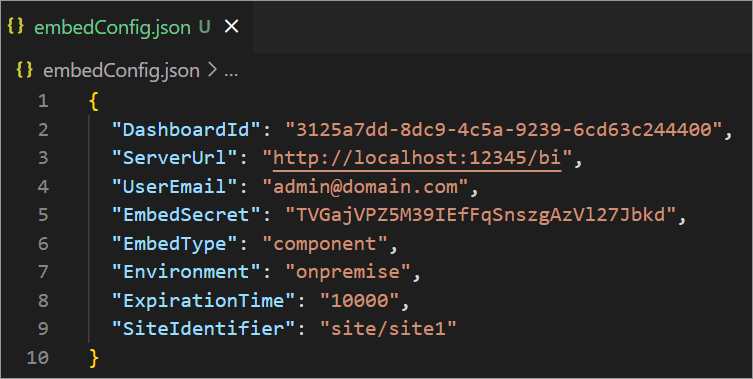 {} embedConfig.json U ×
{} embedConfig.json > ...
1 {
2 "DashboardId": "3125a7dd-8dc9-4c5a-9239-6cd63c244400",
3 "ServerUrl": "http://localhost:12345/bi",
4 "UserEmail": "admin@domain.com",
5 "EmbedSecret": "TVGajVPZ5M39IEfFqSnszgAzVl27Jbkd",
6 "EmbedType": "component",
7 "Environment": "onpremise",
8 "ExpirationTime": "10000",
9 "SiteIdentifier": "site/site1"
10 }